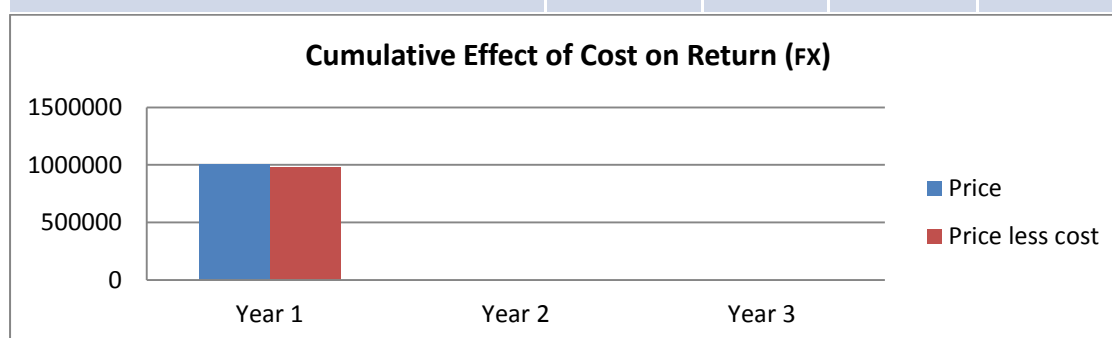 Cumulative Effect of Cost on Return (FX)
1500000
1000000
500000
0
Year 1 Year 2 Year 3
Price
Price less cost